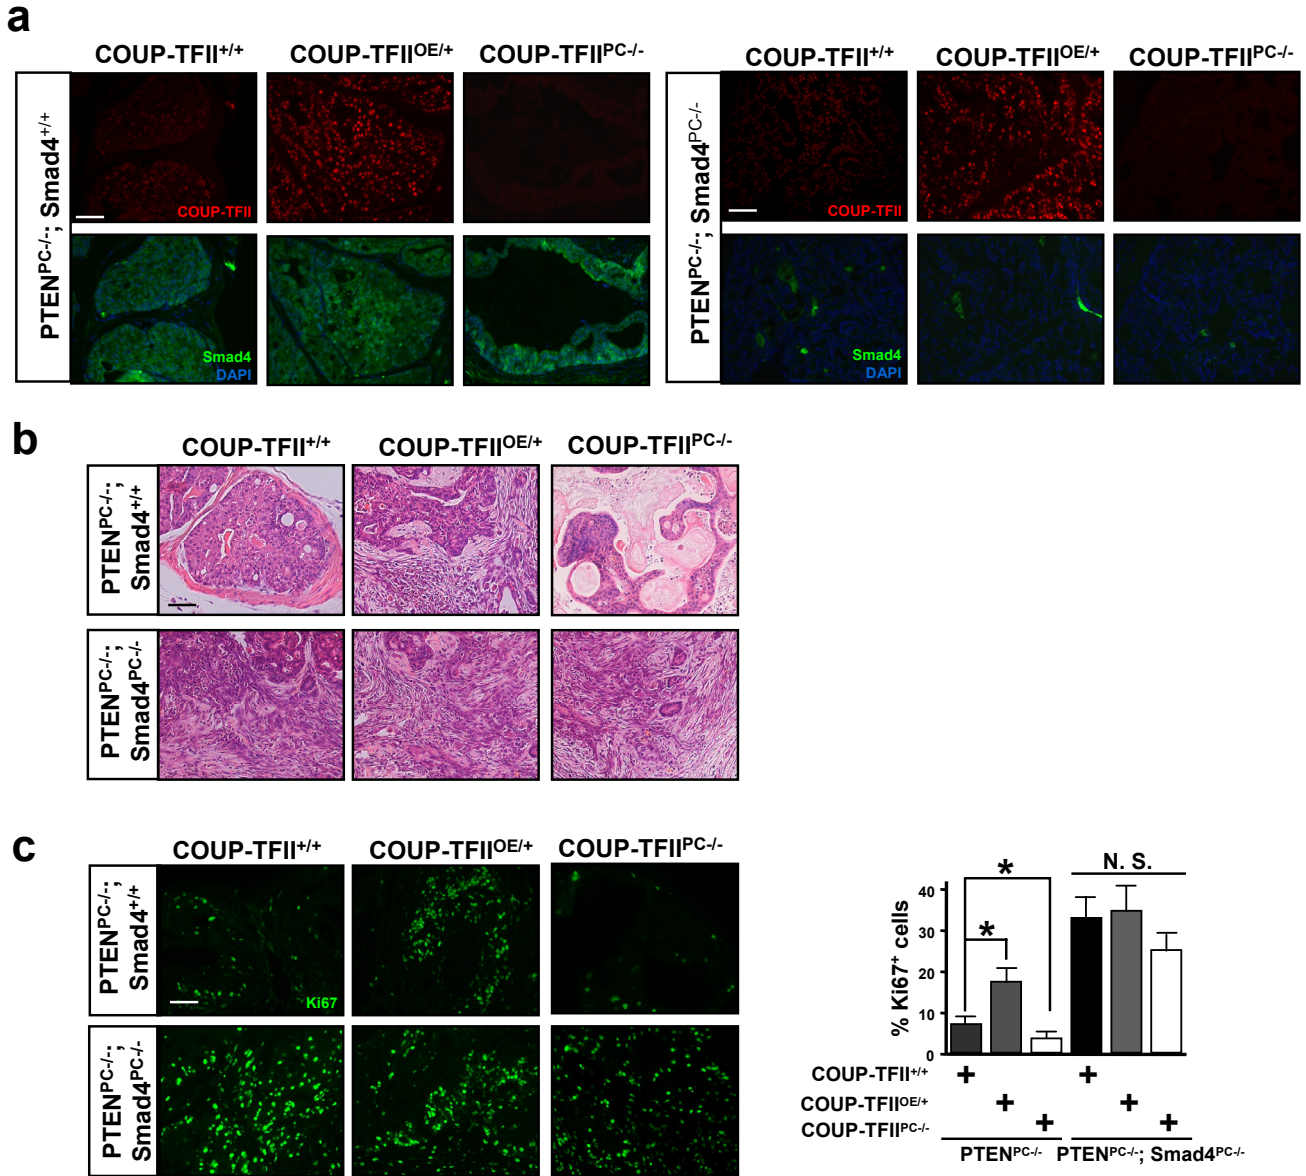 a
COUP-TFII+/+ COUP-TFIIOE/+ COUP-TFIIPC-/- COUP-TFII+/+ COUP-TFIIOE/+ COUP-TFIIPC-/-
PTENPC-/-; Smad4+/+
COUP-TFII
Smad4
DAPI
PTENPC-/-; Smad4PC-/-
COUP-TFII
Smad4
DAPI
b
COUP-TFII+/+ COUP-TFIIOE/+ COUP-TFIIPC-/-
PTENPC-/-;
Smad4+/+
PTENPC-/-;
Smad4PC-/-
c
COUP-TFII+/+ COUP-TFIIOE/+ COUP-TFIIPC-/-
PTENPC-/-;
Smad4+/+
Ki67
PTENPC-/-;
Smad4PC-/-
% Ki67+ cells
40
30
20
10
0
*
*
N. S.
COUP-TFII+/+ + +
COUP-TFIIOE/+ + +
COUP-TFIIPC-/- + +
PTENPC-/- PTENPC-/-; Smad4PC-/-